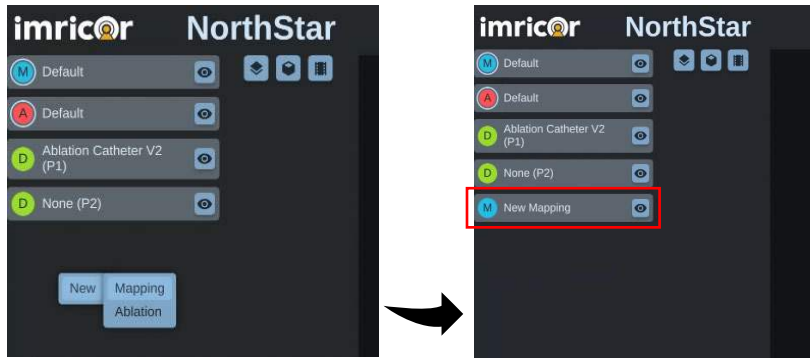 imricor NorthStar
M Default
A Default
D Ablation Catheter V2
(P1)
D None (P2)
New Mapping
Ablation
imricor NorthStar
M Default
A Default
D Ablation Catheter V2
(P1)
D None (P2)
M New Mapping